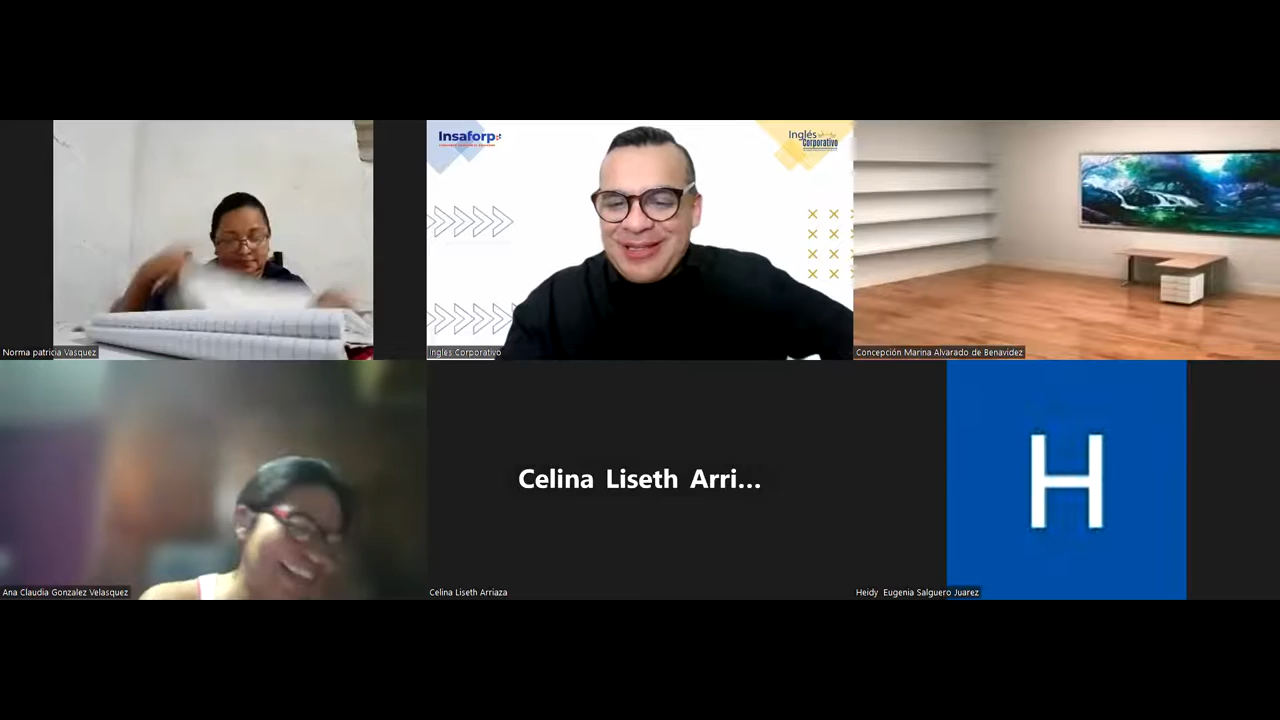 Insaforp
Inglés
Corporativo
Norma patricia Vasquez
Inglés Corporativo
Concepción Marina Alvarado de Benavidez
Celina Liseth Arri...
H
Ana Claudia Gonzalez Velasquez
Celina Liseth Arriaza
Heidy Eugenia Salguero Juarez